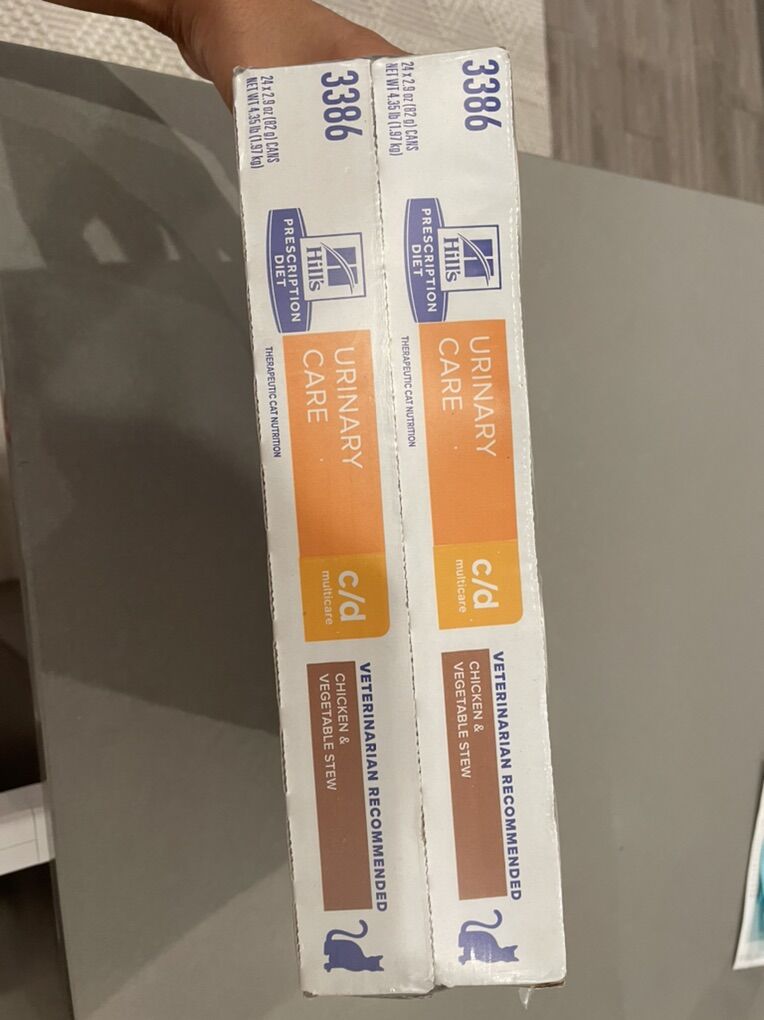 3386
24 x 2.9 oz (82 g) CANS
NET WT 4.35 lb (1.97 kg)
Hill's
PRESCRIPTION
DIET
THERAPEUTIC CAT NUTRITION
URINARY
CARE
c/d
multicare
VETERINARIAN RECOMMENDED
CHICKEN &
VEGETABLE STEW
3386
24 x 2.9 oz (82 g) CANS
NET WT 4.35 lb (1.97 kg)
Hill's
PRESCRIPTION
DIET
THERAPEUTIC CAT NUTRITION
URINARY
CARE
c/d
multicare
VETERINARIAN RECOMMENDED
CHICKEN &
VEGETABLE STEW